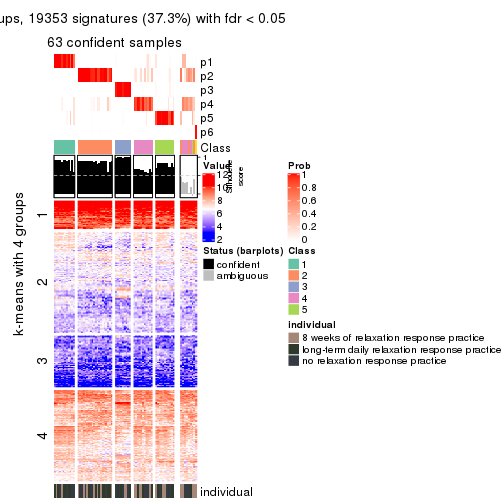 ups, 19353 signatures (37.3%) with fdr < 0.05
63 confident samples
p1
p2
p3
p4
p5
p6
Class
1
2
3
4
k-means with 4 groups
individual
Value
12
10
8
6
4
2
1
score
Status (barplots)
confident
ambiguous
Prob
1
0.8
0.6
0.4
0.2
0
Class
1
2
3
4
5
individual
8 weeks of relaxation response practice
long-term daily relaxation response practice
no relaxation response practice